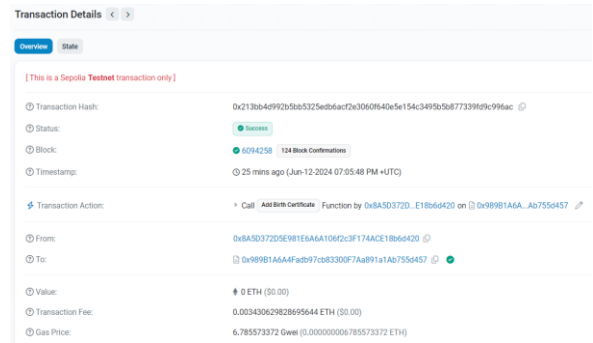 Transaction Details < >
Overview State
[ This is a Sepolia Testnet transaction only ]
Transaction Hash: 0x213bb4d992b5bb5325edb6acf2e3060f640e5e154c3495b5b877339fd9c996ac
Status: Success
Block: 6094258 124 Block Confirmations
Timestamp: 25 mins ago (Jun-12-2024 07:05:48 PM +UTC)
Transaction Action: Call Add Birth Certificate Function by 0x8A5D372D...E18b6d420 on 0x989B1A6A...Ab755d457
From: 0x8A5D372D5E981E6A6A106f2c3F174ACE18b6d420
To: 0x989B1A6A4Fadb97cb83300F7Aa891a1Ab755d457
Value: 0 ETH ($0.00)
Transaction Fee: 0.003430629828695644 ETH ($0.00)
Gas Price: 6.785573372 Gwei (0.000000006785573372 ETH)